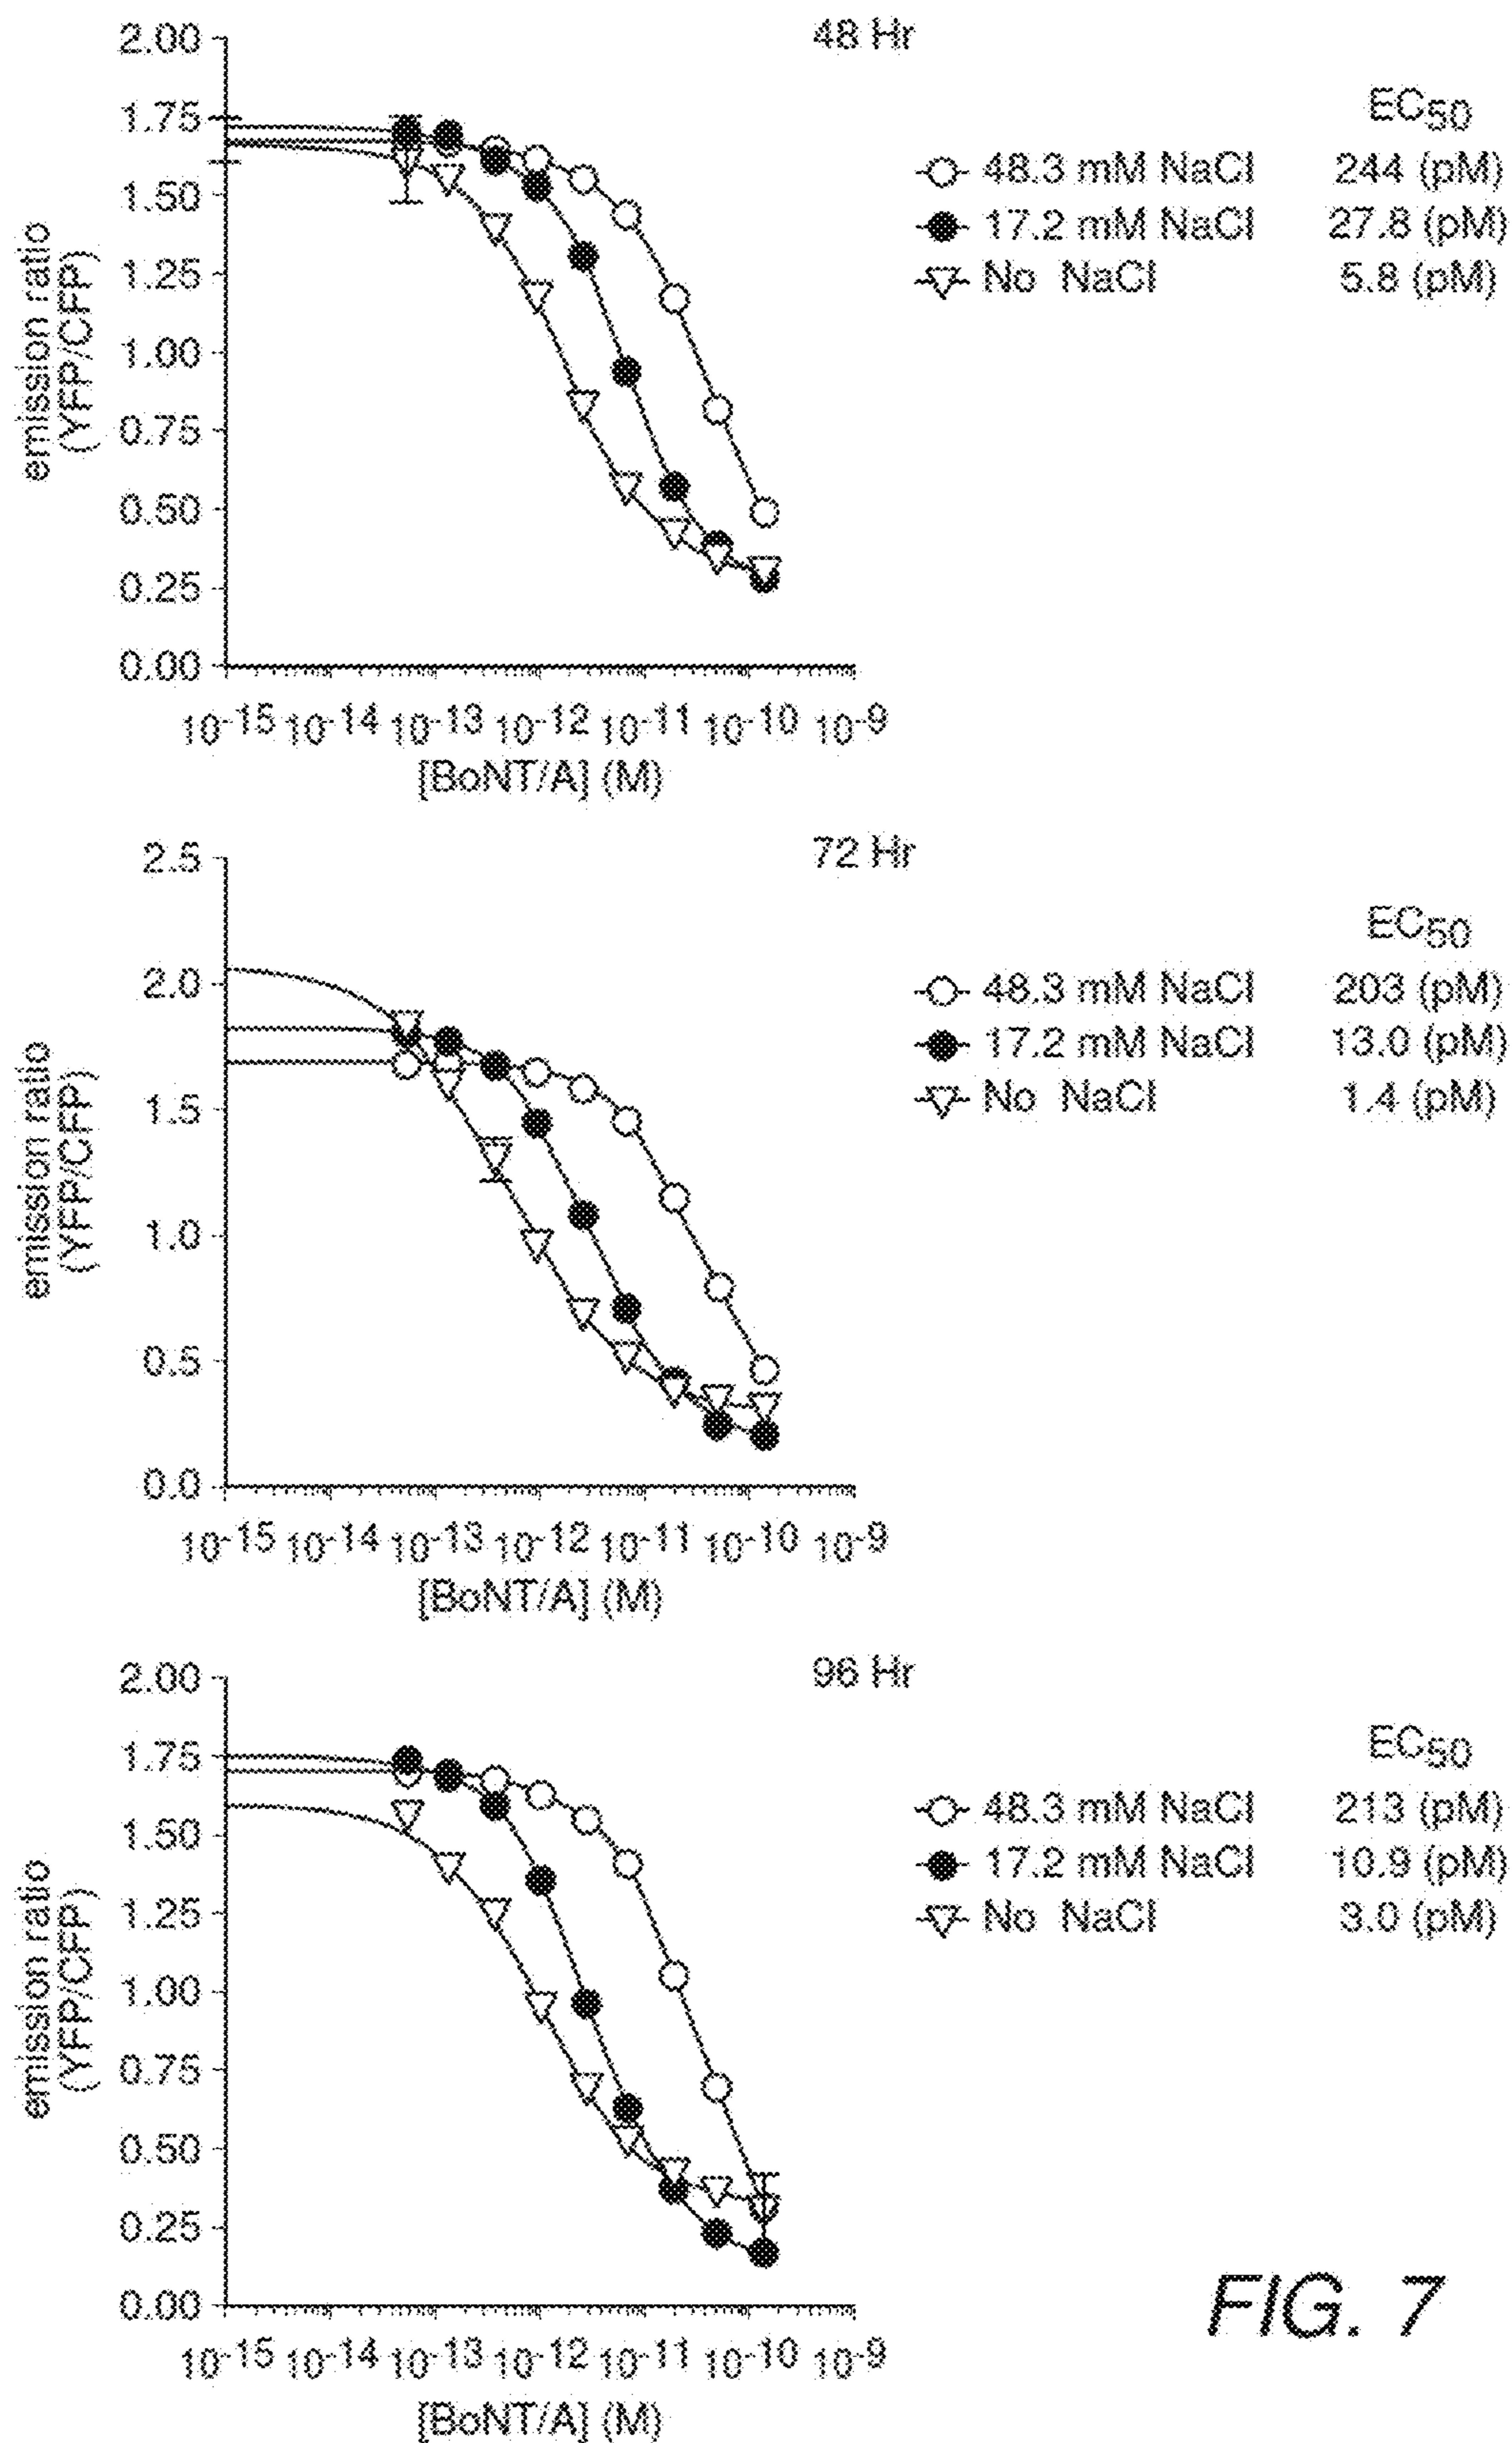 48 Hr
2.00
1.75
1.50
1.25
1.00
0.75
0.50
0.25
0.00
emission ratio
(YFP/CFP)
10-15 10-14 10-13 10-12 10-11 10-10 10-9
[BoNT/A] (M)
EC50
48.3 mM NaCl 244 (pM)
17.2 mM NaCl 27.8 (pM)
No NaCl 5.8 (pM)
72 Hr
2.5
2.0
1.5
1.0
0.5
0.0
emission ratio
(YFP/CFP)
10-15 10-14 10-13 10-12 10-11 10-10 10-9
[BoNT/A] (M)
EC50
48.3 mM NaCl 203 (pM)
17.2 mM NaCl 13.0 (pM)
No NaCl 1.4 (pM)
96 Hr
2.00
1.75
1.50
1.25
1.00
0.75
0.50
0.25
0.00
emission ratio
(YFP/CFP)
10-15 10-14 10-13 10-12 10-11 10-10 10-9
[BoNT/A] (M)
EC50
48.3 mM NaCl 213 (pM)
17.2 mM NaCl 10.9 (pM)
No NaCl 3.0 (pM)
FIG. 7